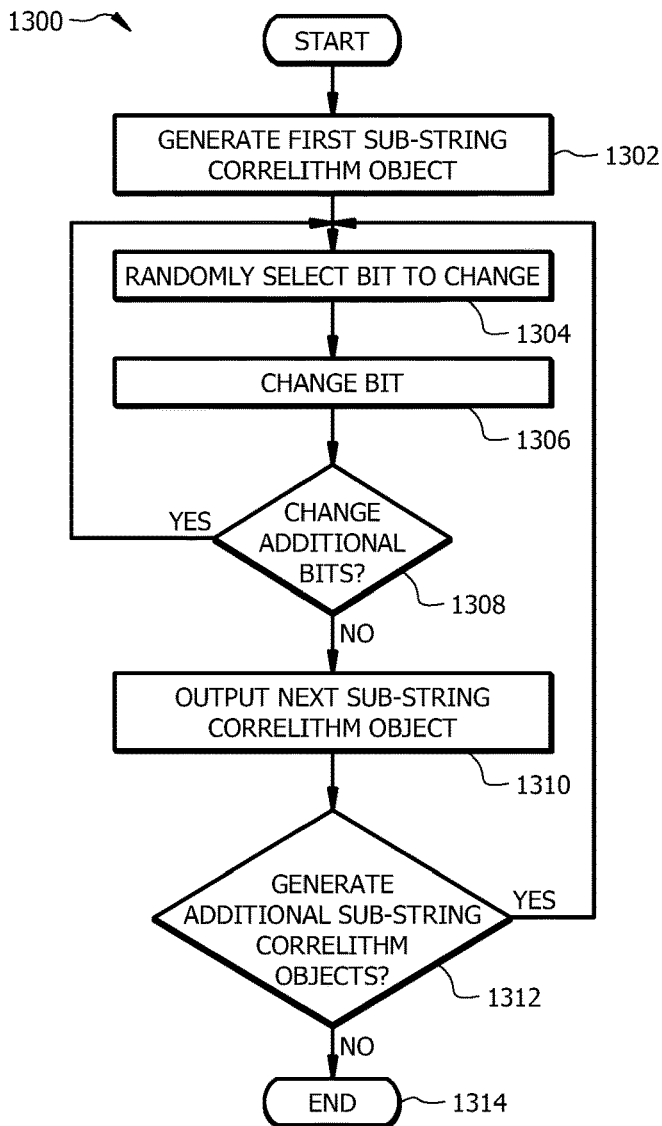 1300
START
GENERATE FIRST SUB-STRING
CORRELITHM OBJECT
1302
RANDOMLY SELECT BIT TO CHANGE
1304
CHANGE BIT
1306
YES
CHANGE
ADDITIONAL
BITS?
1308
NO
OUTPUT NEXT SUB-STRING
CORRELITHM OBJECT
1310
GENERATE
ADDITIONAL SUB-STRING
CORRELITHM
OBJECTS?
YES
1312
NO
END
1314